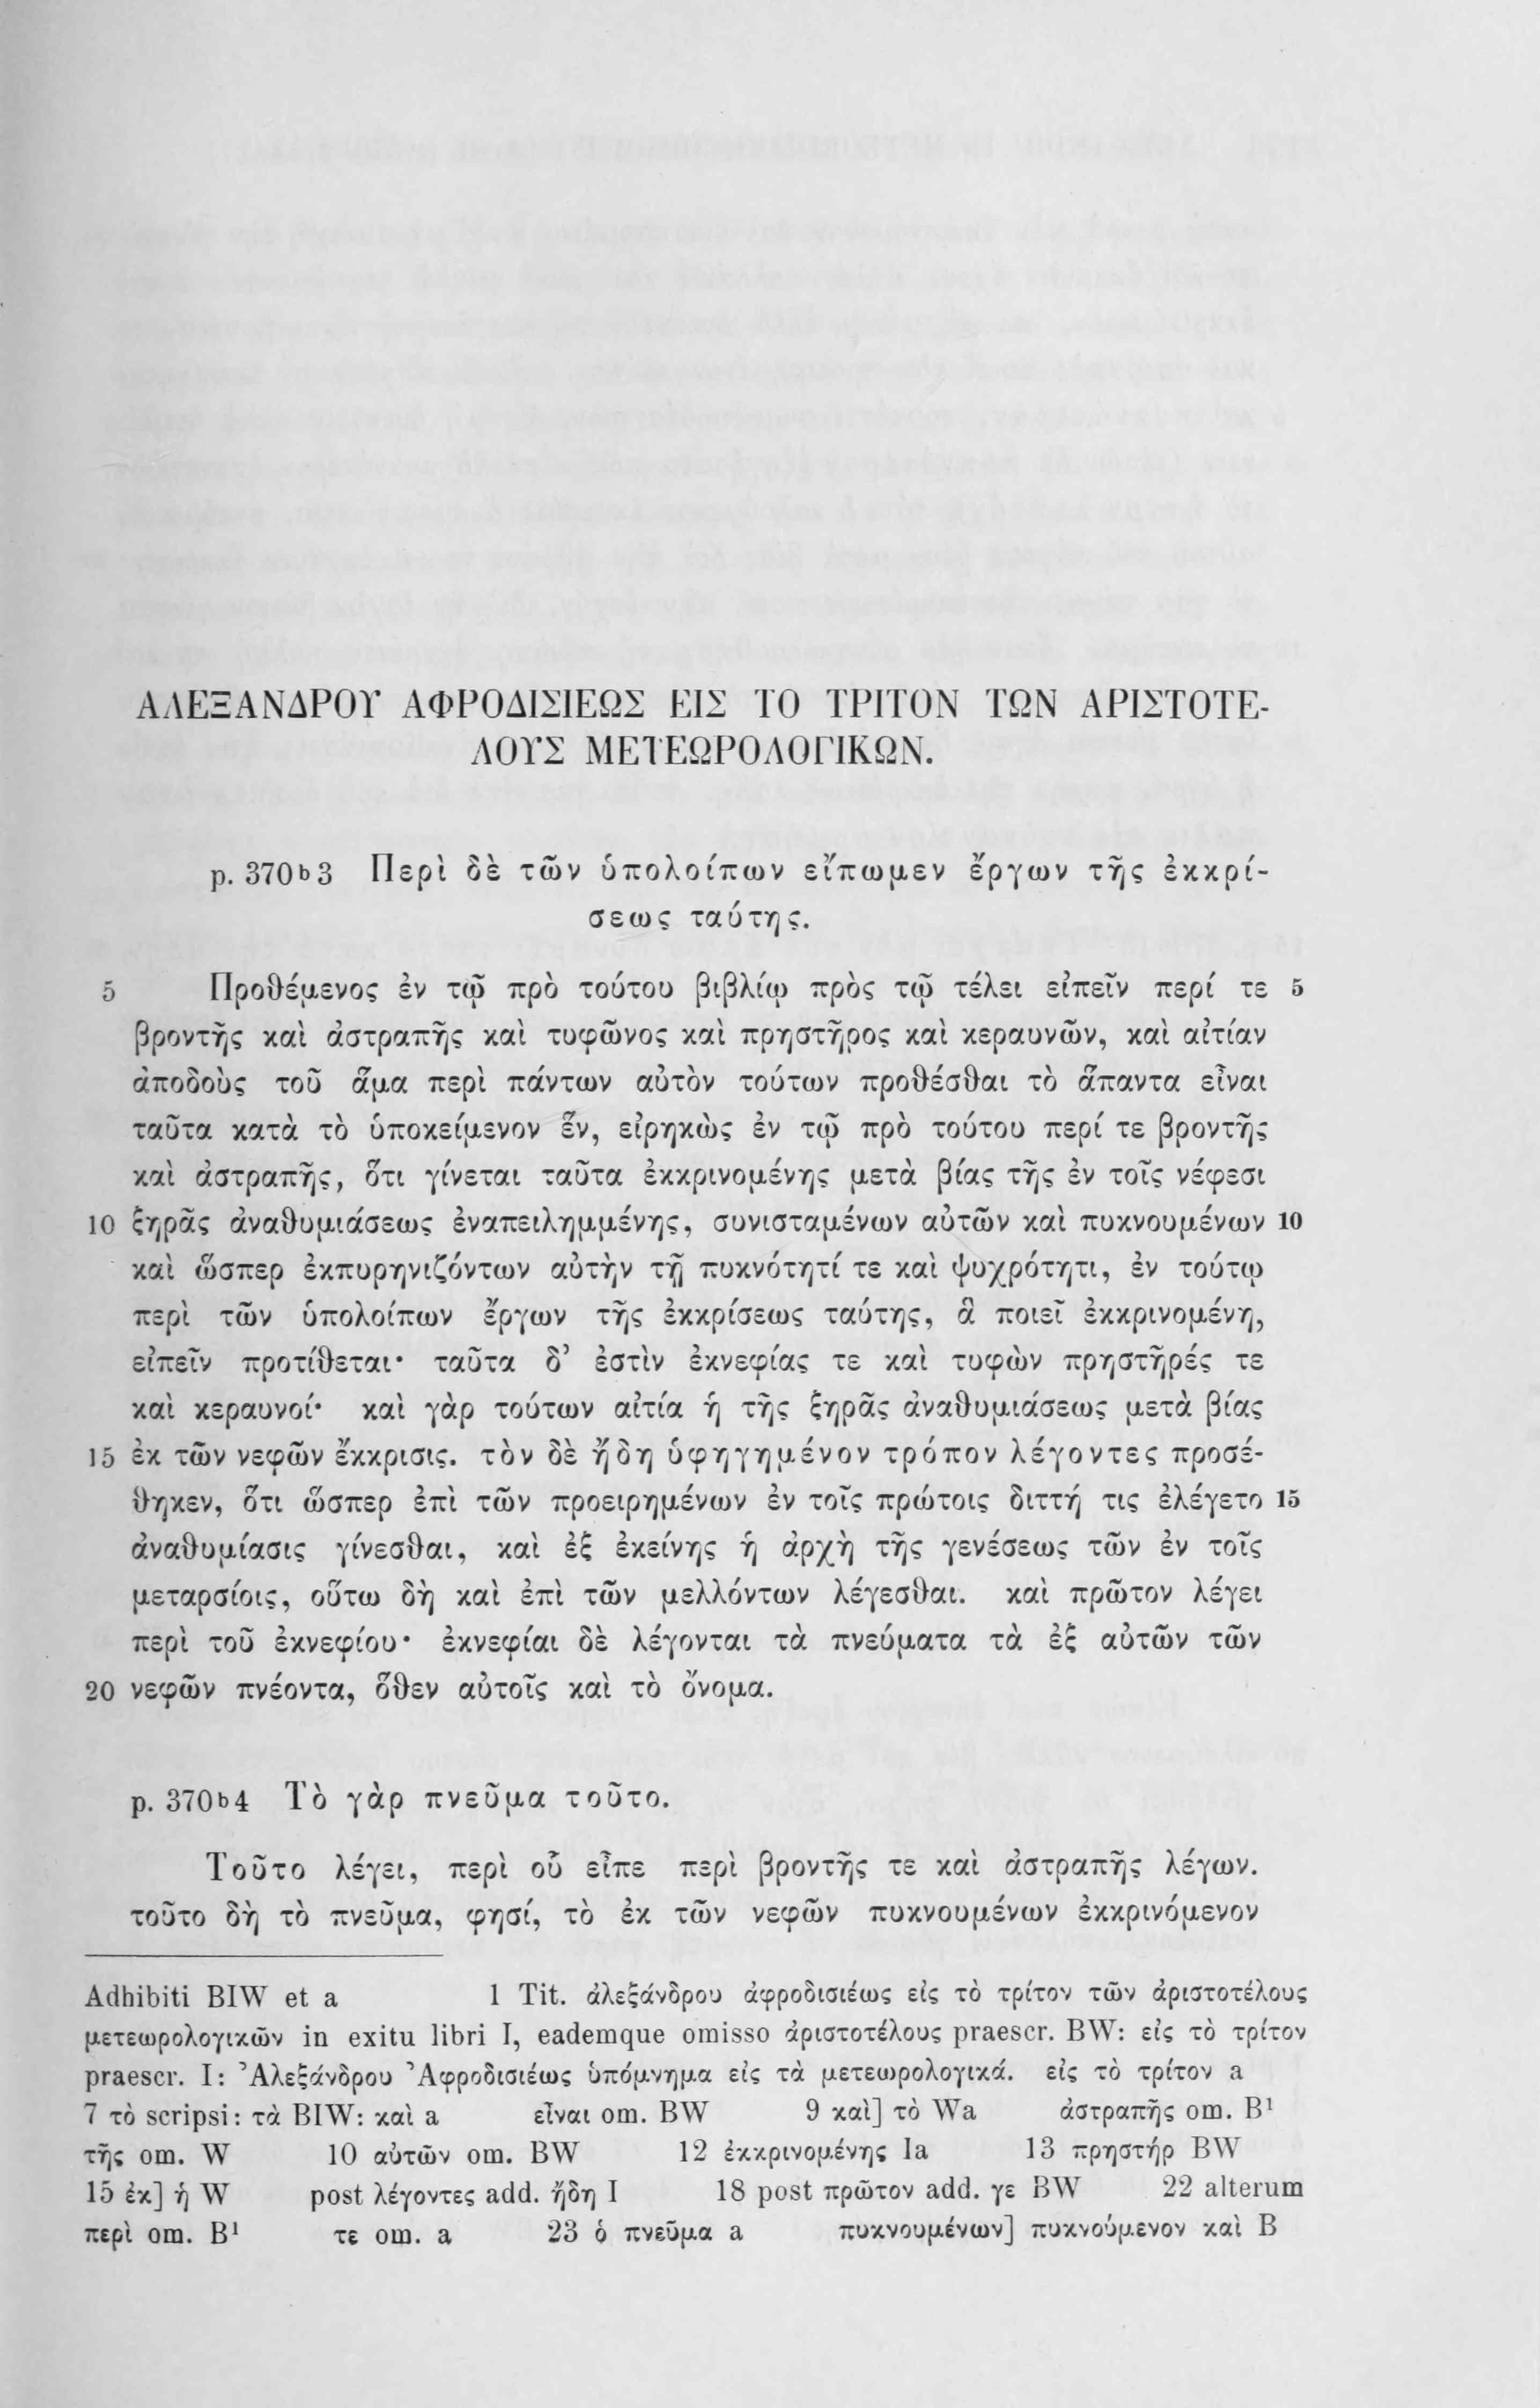 ΑΛΕΞΑΝΔΡΟΥ ΑΦΡΟΔΙΣΙΕΩΣ ΕΙΣ ΤΟ ΤΡΙΤΟΝ ΤΩΝ ΑΡΙΣΤΟΤΕ-
ΛΟΥΣ ΜΕΤΕΩΡΟΛΟΓΙΚΩΝ.
p. 370b3 Περὶ δὲ τῶν ὑπολοίπων εἴπωμεν ἔργων τῆς ἐκκρί-
σεως ταύτης.
5 Προθέμενος ἐν τῷ πρὸ τούτου βιβλίῳ πρὸς τῷ τέλει εἰπεῖν περί τε 5
βροντῆς καὶ ἀστραπῆς καὶ τυφῶνος καὶ πρηστῆρος καὶ κεραυνῶν, καὶ αἰτίαν
ἀποδοὺς τοῦ ἅμα περὶ πάντων αὐτὸν τούτων προθέσθαι τὸ ἅπαντα εἶναι
ταῦτα κατὰ τὸ ὑποκείμενον ἕν, εἰρηκὼς ἐν τῷ πρὸ τούτου περί τε βροντῆς
καὶ ἀστραπῆς, ὅτι γίνεται ταῦτα ἐκκρινομένης μετὰ βίας τῆς ἐν τοῖς νέφεσι
10 ξηρᾶς ἀναθυμιάσεως ἐναπειλημμένης, συνισταμένων αὐτῶν καὶ πυκνουμένων 10
καὶ ὥσπερ ἐκπυρηνιζόντων αὐτὴν τῇ πυκνότητί τε καὶ ψυχρότητι, ἐν τούτῳ
περὶ τῶν ὑπολοίπων ἔργων τῆς ἐκκρίσεως ταύτης, ἃ ποιεῖ ἐκκρινομένη,
εἰπεῖν προτίθεται· ταῦτα δ’ ἐστὶν ἐκνεφίας τε καὶ τυφὼν πρηστῆρές τε
καὶ κεραυνοί· καὶ γὰρ τούτων αἰτία ἡ τῆς ξηρᾶς ἀναθυμιάσεως μετὰ βίας
15 ἐκ τῶν νεφῶν ἔκκρισις. τὸν δὲ ἤδη ὑφηγημένον τρόπον λέγοντες προσέ-
θηκεν, ὅτι ὥσπερ ἐπὶ τῶν προειρημένων ἐν τοῖς πρώτοις διττή τις ἐλέγετο 15
ἀναθυμίασις γίνεσθαι, καὶ ἐξ ἐκείνης ἡ ἀρχὴ τῆς γενέσεως τῶν ἐν τοῖς
μεταρσίοις, οὕτω δὴ καὶ ἐπὶ τῶν μελλόντων λέγεσθαι. καὶ πρῶτον λέγει
περὶ τοῦ ἐκνεφίου· ἐκνεφίαι δὲ λέγονται τὰ πνεύματα τὰ ἐξ αὐτῶν τῶν
20 νεφῶν πνέοντα, ὅθεν αὐτοῖς καὶ τὸ ὄνομα.
p. 370b4 Τὸ γὰρ πνεῦμα τοῦτο.
Τοῦτο λέγει, περὶ οὗ εἶπε περὶ βροντῆς τε καὶ ἀστραπῆς λέγων.
τοῦτο δὴ τὸ πνεῦμα, φησί, τὸ ἐκ τῶν νεφῶν πυκνουμένων ἐκκρινόμενον
Adhibiti BIW et a 1 Tit. ἀλεξάνδρου ἀφροδισιέως εἰς τὸ τρίτον τῶν ἀριστοτέλους
μετεωρολογικῶν in exitu libri I, eademque omisso ἀριστοτέλους praescr. BW: εἰς τὸ τρίτον
praescr. I: Ἀλεξάνδρου Ἀφροδισιέως ὑπόμνημα εἰς τὰ μετεωρολογικά. εἰς τὸ τρίτον a
7 τὸ scripsi: τὰ BIW: καὶ a εἶναι om. BW 9 καὶ] τὸ Wa ἀστραπῆς om. B¹
τῆς om. W 10 αὐτῶν om. BW 12 ἐκκρινομένης Ia 13 πρηστήρ BW
15 ἐκ] ἡ W post λέγοντες add. ἤδη I 18 post πρῶτον add. γε BW 22 alterum
περὶ om. B¹ τε om. a 23 ὁ πνεῦμα a πυκνουμένων] πυκνούμενον καὶ B